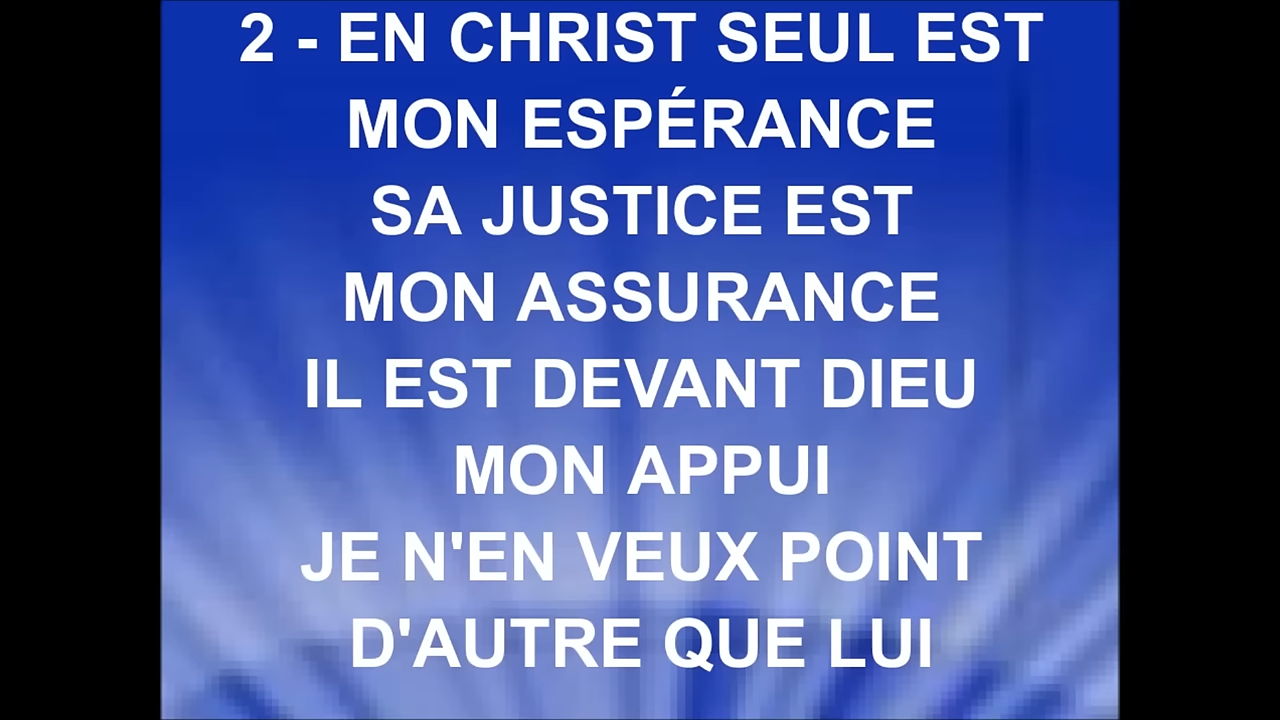 2 - EN CHRIST SEUL EST
MON ESPÉRANCE
SA JUSTICE EST
MON ASSURANCE
IL EST DEVANT DIEU
MON APPUI
JE N'EN VEUX POINT
D'AUTRE QUE LUI